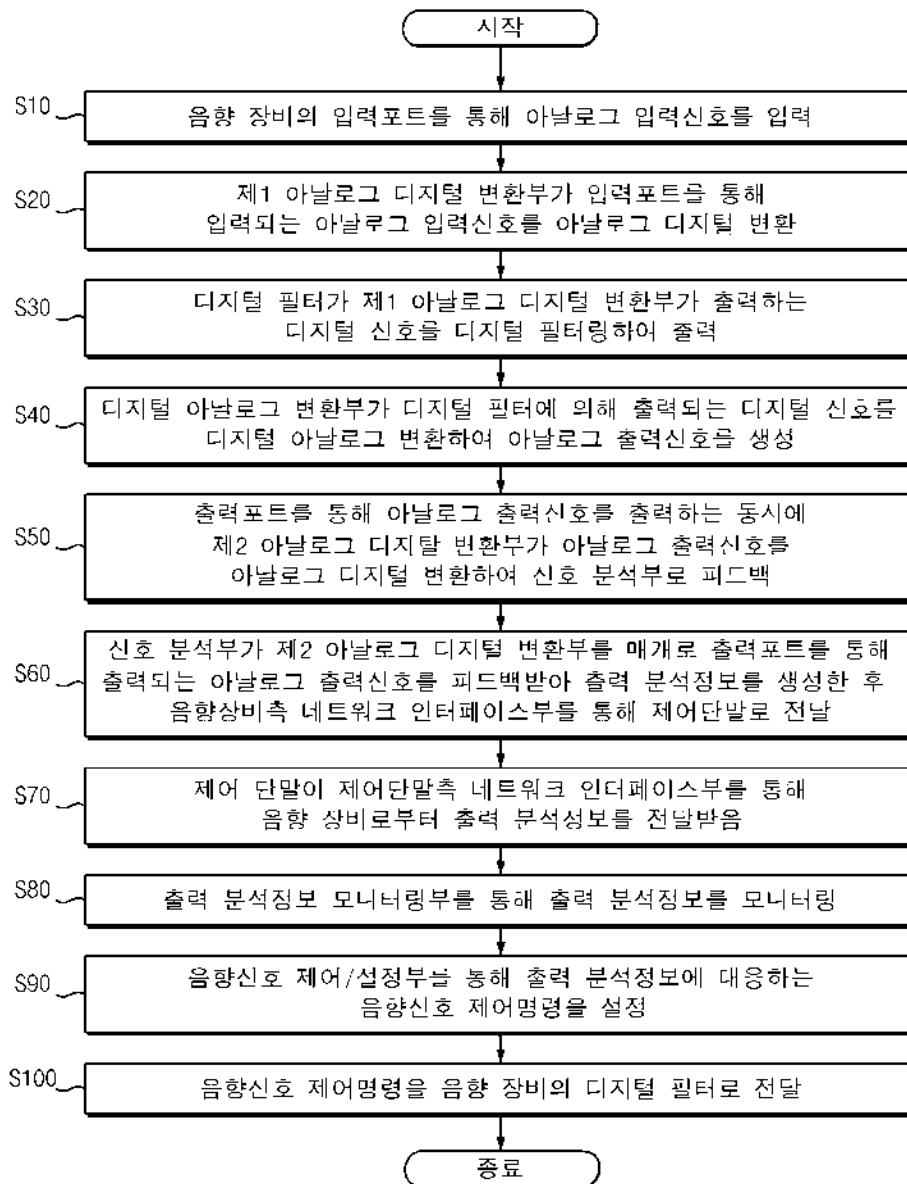 시작
S10
음향 장비의 입력포트를 통해 아날로그 입력신호를 입력
S20
제1 아날로그 디지털 변환부가 입력포트를 통해
입력되는 아날로그 입력신호를 아날로그 디지털 변환
S30
디지털 필터가 제1 아날로그 디지털 변환부가 출력하는
디지털 신호를 디지털 필터링하여 출력
S40
디지털 아날로그 변환부가 디지털 필터에 의해 출력되는 디지털 신호를
디지털 아날로그 변환하여 아날로그 출력신호를 생성
S50
출력포트를 통해 아날로그 출력신호를 출력하는 동시에
제2 아날로그 디지탈 변환부가 아날로그 출력신호를
아날로그 디지털 변환하여 신호 분석부로 피드백
S60
신호 분석부가 제2 아날로그 디지털 변환부를 매개로 출력포트를 통해
출력되는 아날로그 출력신호를 피드백받아 출력 분석정보를 생성한 후
음향장비측 네트워크 인터페이스부를 통해 제어단말로 전달
S70
제어 단말이 제어단말측 네트워크 인터페이스부를 통해
음향 장비로부터 출력 분석정보를 전달받음
S80
출력 분석정보 모니터링부를 통해 출력 분석정보를 모니터링
S90
음향신호 제어/설정부를 통해 출력 분석정보에 대응하는
음향신호 제어명령을 설정
S100
음향신호 제어명령을 음향 장비의 디지털 필터로 전달
종료